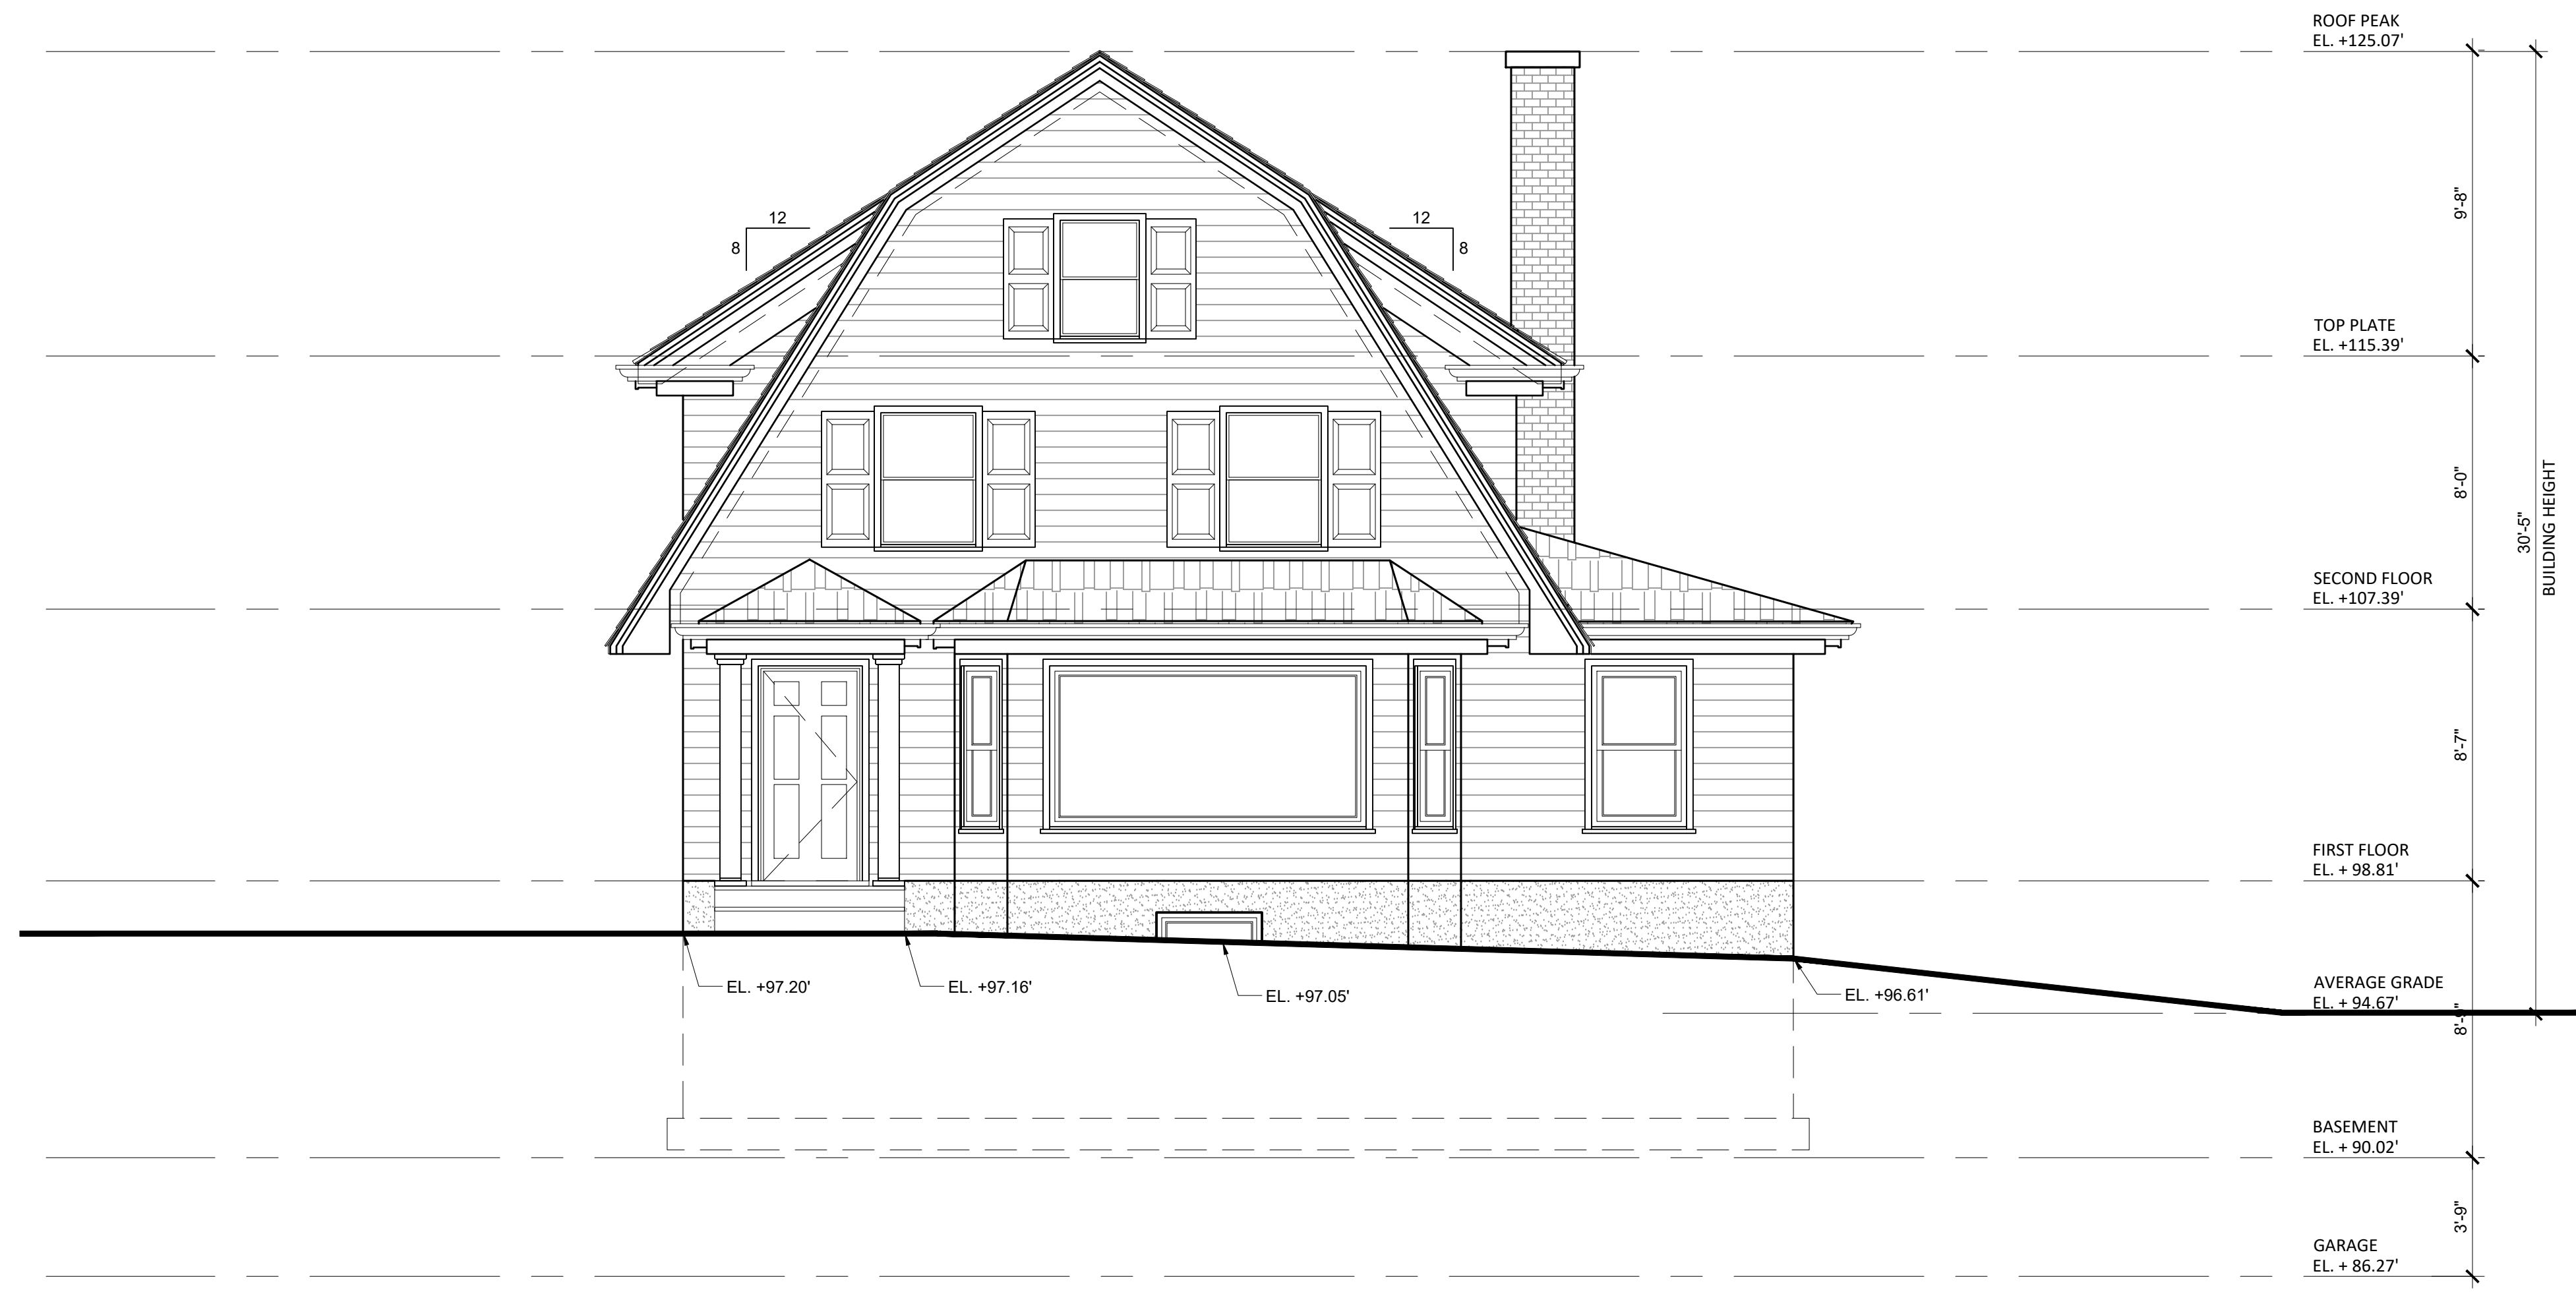 ROOF PEAK
EL. +125.07'
9'-8"
12
8
12
8
TOP PLATE
EL. +115.39'
8'-0"
30'-5"
BUILDING HEIGHT
SECOND FLOOR
EL. +107.39'
8'-7"
FIRST FLOOR
EL. + 98.81'
EL. +97.20'
EL. +97.16'
EL. +97.05'
EL. +96.61'
AVERAGE GRADE
EL. + 94.67'
BASEMENT
EL. + 90.02'
3'-9"
GARAGE
EL. + 86.27'